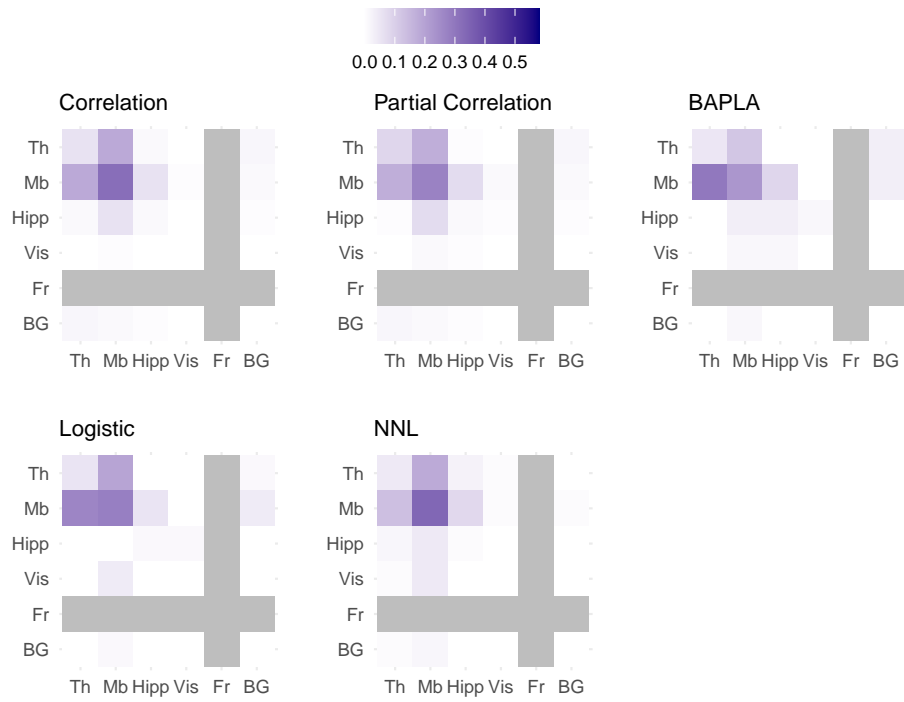 0.0 0.1 0.2 0.3 0.4 0.5
Correlation
Th
Mb
Hipp
Vis
Fr
BG
Th Mb Hipp Vis Fr BG
Partial Correlation
Th
Mb
Hipp
Vis
Fr
BG
Th Mb Hipp Vis Fr BG
BAPLA
Th
Mb
Hipp
Vis
Fr
BG
Th Mb Hipp Vis Fr BG
Logistic
Th
Mb
Hipp
Vis
Fr
BG
Th Mb Hipp Vis Fr BG
NNL
Th
Mb
Hipp
Vis
Fr
BG
Th Mb Hipp Vis Fr BG